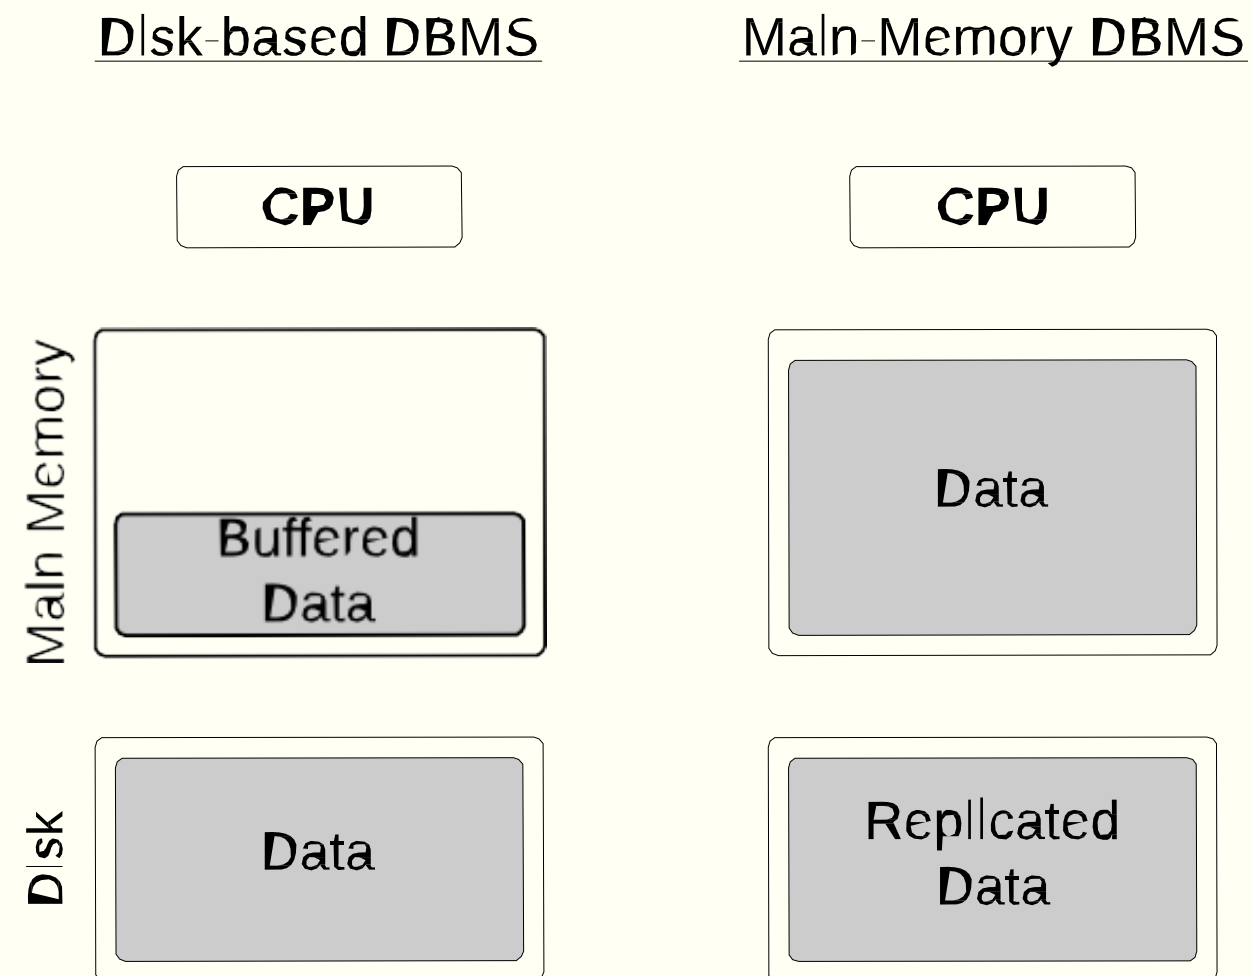 Disk-based DBMS
Main-Memory DBMS
CPU
CPU
Main Memory
Buffered
Data
Data
Disk
Data
Replicated
Data